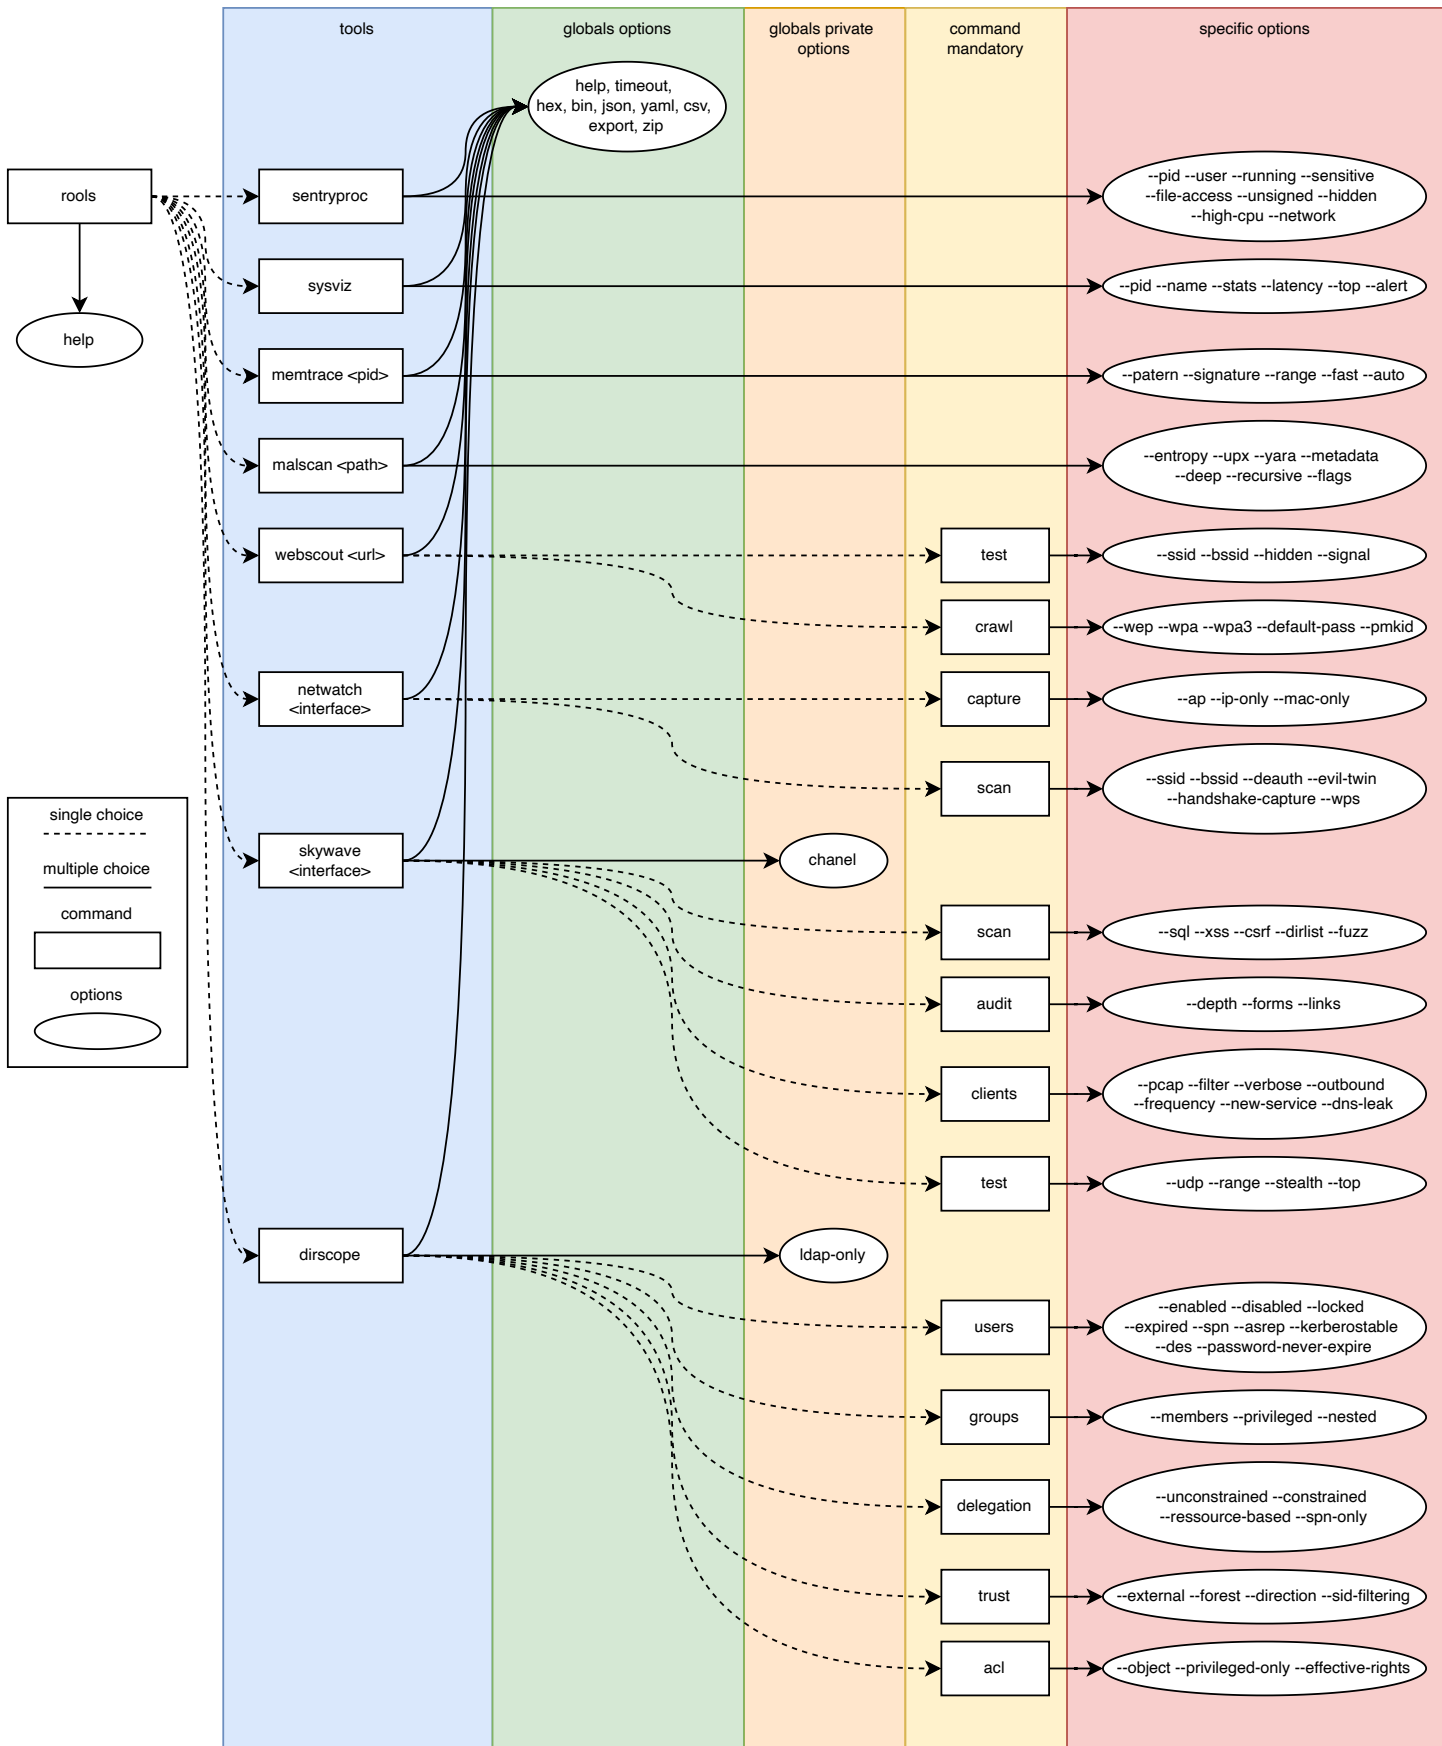 tools
globals options
globals private
options
command
mandatory
specific options
help, timeout,
hex, bin, json, yaml, csv,
export, zip
rools
help
sentryproc
--pid --user --running --sensitive
--file-access --unsigned --hidden
--high-cpu --network
sysviz
--pid --name --stats --latency --top --alert
memtrace <pid>
--patern --signature --range --fast --auto
malscan <path>
--entropy --upx --yara --metadata
--deep --recursive --flags
webscout <url>
test
--ssid --bssid --hidden --signal
crawl
--wep --wpa --wpa3 --default-pass --pmkid
netwatch
<interface>
capture
--ap --ip-only --mac-only
scan
--ssid --bssid --deauth --evil-twin
--handshake-capture --wps
single choice
multiple choice
command
options
skywave
<interface>
chanel
scan
--sql --xss --csrf --dirlist --fuzz
audit
--depth --forms --links
clients
--pcap --filter --verbose --outbound
--frequency --new-service --dns-leak
test
--udp --range --stealth --top
dirscope
ldap-only
users
--enabled --disabled --locked
--expired --spn --asrep --kerberostable
--des --password-never-expire
groups
--members --privileged --nested
delegation
--unconstrained --constrained
--ressource-based --spn-only
trust
--external --forest --direction --sid-filtering
acl
--object --privileged-only --effective-rights